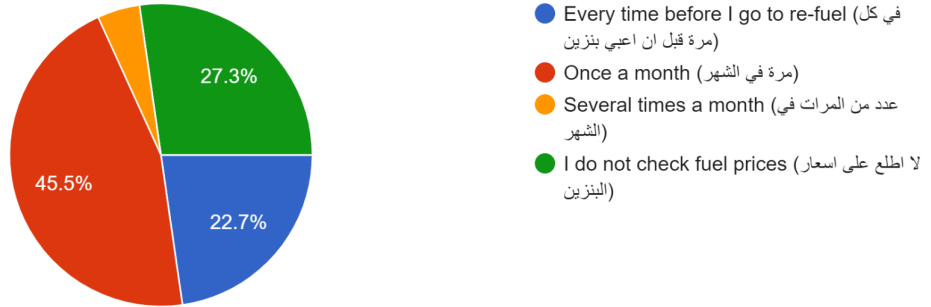 27.3%
45.5%
22.7%
Every time before I go to re-fuel (في كل
مرة قبل ان اعبي بنزين)
Once a month (مرة في الشهر)
Several times a month (عدد من المرات في
الشهر)
I do not check fuel prices (لا اطلع على اسعار
البنزين)